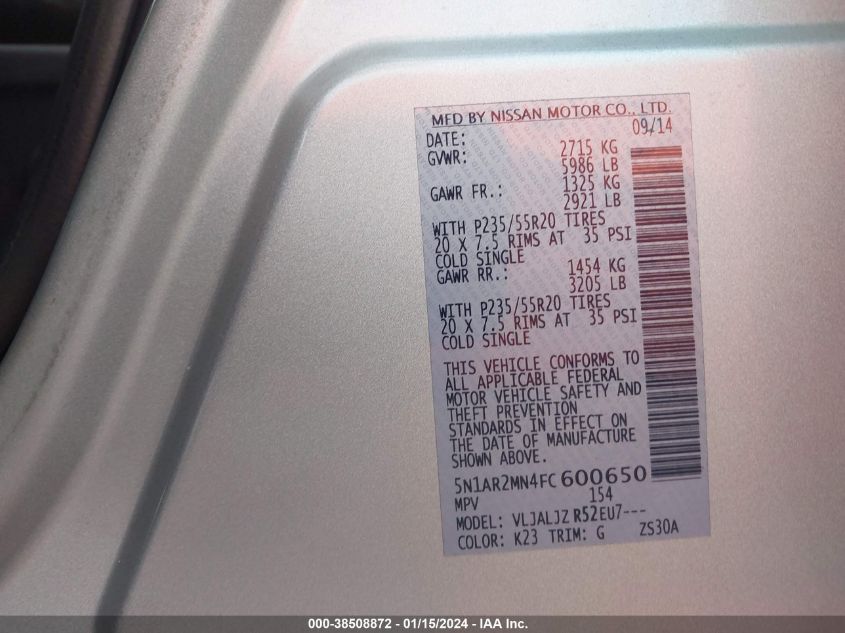 MFD BY NISSAN MOTOR CO., LTD.
DATE: 09/14
GVWR: 2715 KG
5986 LB
GAWR FR.: 1325 KG
2921 LB
WITH P235/55R20 TIRES
20 X 7.5 RIMS AT 35 PSI
COLD SINGLE
GAWR RR.: 1454 KG
3205 LB
WITH P235/55R20 TIRES
20 X 7.5 RIMS AT 35 PSI
COLD SINGLE
THIS VEHICLE CONFORMS TO
ALL APPLICABLE FEDERAL
MOTOR VEHICLE SAFETY AND
THEFT PREVENTION
STANDARDS IN EFFECT ON
THE DATE OF MANUFACTURE
SHOWN ABOVE.
5N1AR2MN4FC600650
MPV 154
MODEL: VLJALJZ R52EU7---
COLOR: K23 TRIM: G ZS30A
000-38508872 - 01/15/2024 - IAA, Inc.